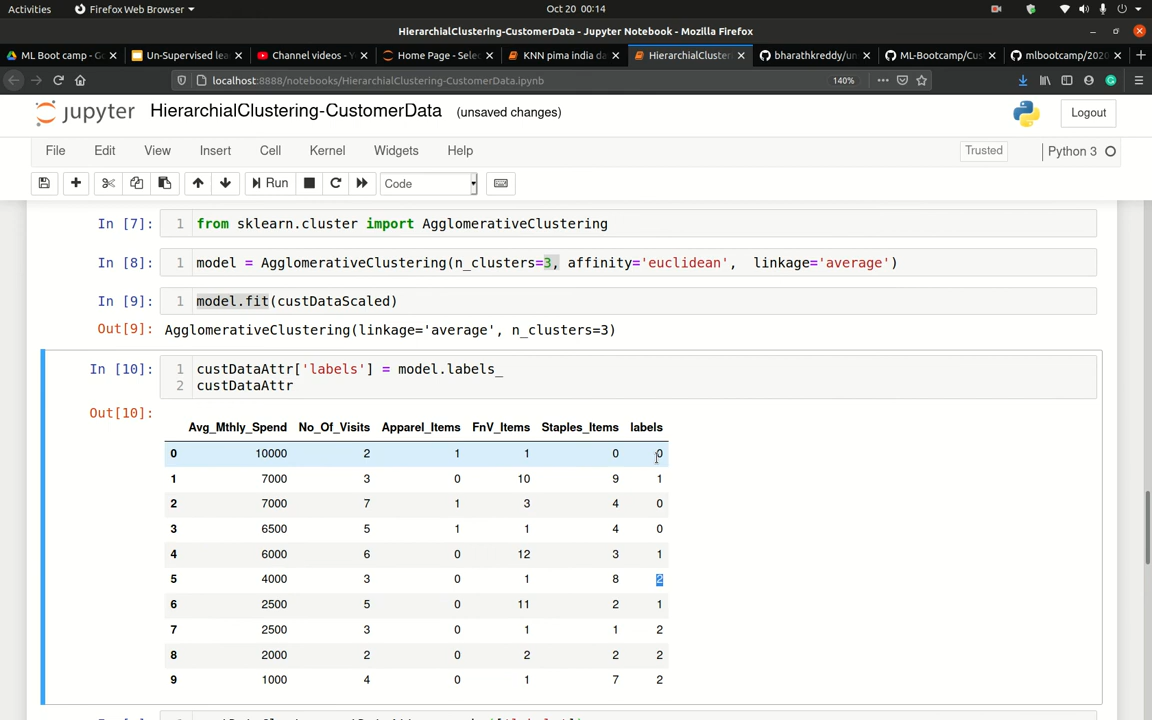 Activities Firefox Web Browser Oct 20 00:14
HierarchialClustering-CustomerData - Jupyter Notebook - Mozilla Firefox
ML Boot camp - Go Un-Supervised lea Channel videos - Y Home Page - Selec KNN pima india da HierarchialClusterin bharathkreddy/un ML-Bootcamp/Cus mlbootcamp/2020
localhost:8888/notebooks/HierarchialClustering-CustomerData.ipynb 140%
jupyter HierarchialClustering-CustomerData (unsaved changes) Logout
File Edit View Insert Cell Kernel Widgets Help Trusted Python 3
Run Code
In [7]: 1 from sklearn.cluster import AgglomerativeClustering
In [8]: 1 model = AgglomerativeClustering(n_clusters=3, affinity='euclidean', linkage='average')
In [9]: 1 model.fit(custDataScaled)
Out[9]: AgglomerativeClustering(linkage='average', n_clusters=3)
In [10]: 1 custDataAttr['labels'] = model.labels_
2 custDataAttr
Out[10]:
Avg_Mthly_Spend No_Of_Visits Apparel_Items FnV_Items Staples_Items labels
0 10000 2 1 1 0 0
1 7000 3 0 10 9 1
2 7000 7 1 3 4 0
3 6500 5 1 1 4 0
4 6000 6 0 12 3 1
5 4000 3 0 1 8 2
6 2500 5 0 11 2 1
7 2500 3 0 1 1 2
8 2000 2 0 2 2 2
9 1000 4 0 1 7 2